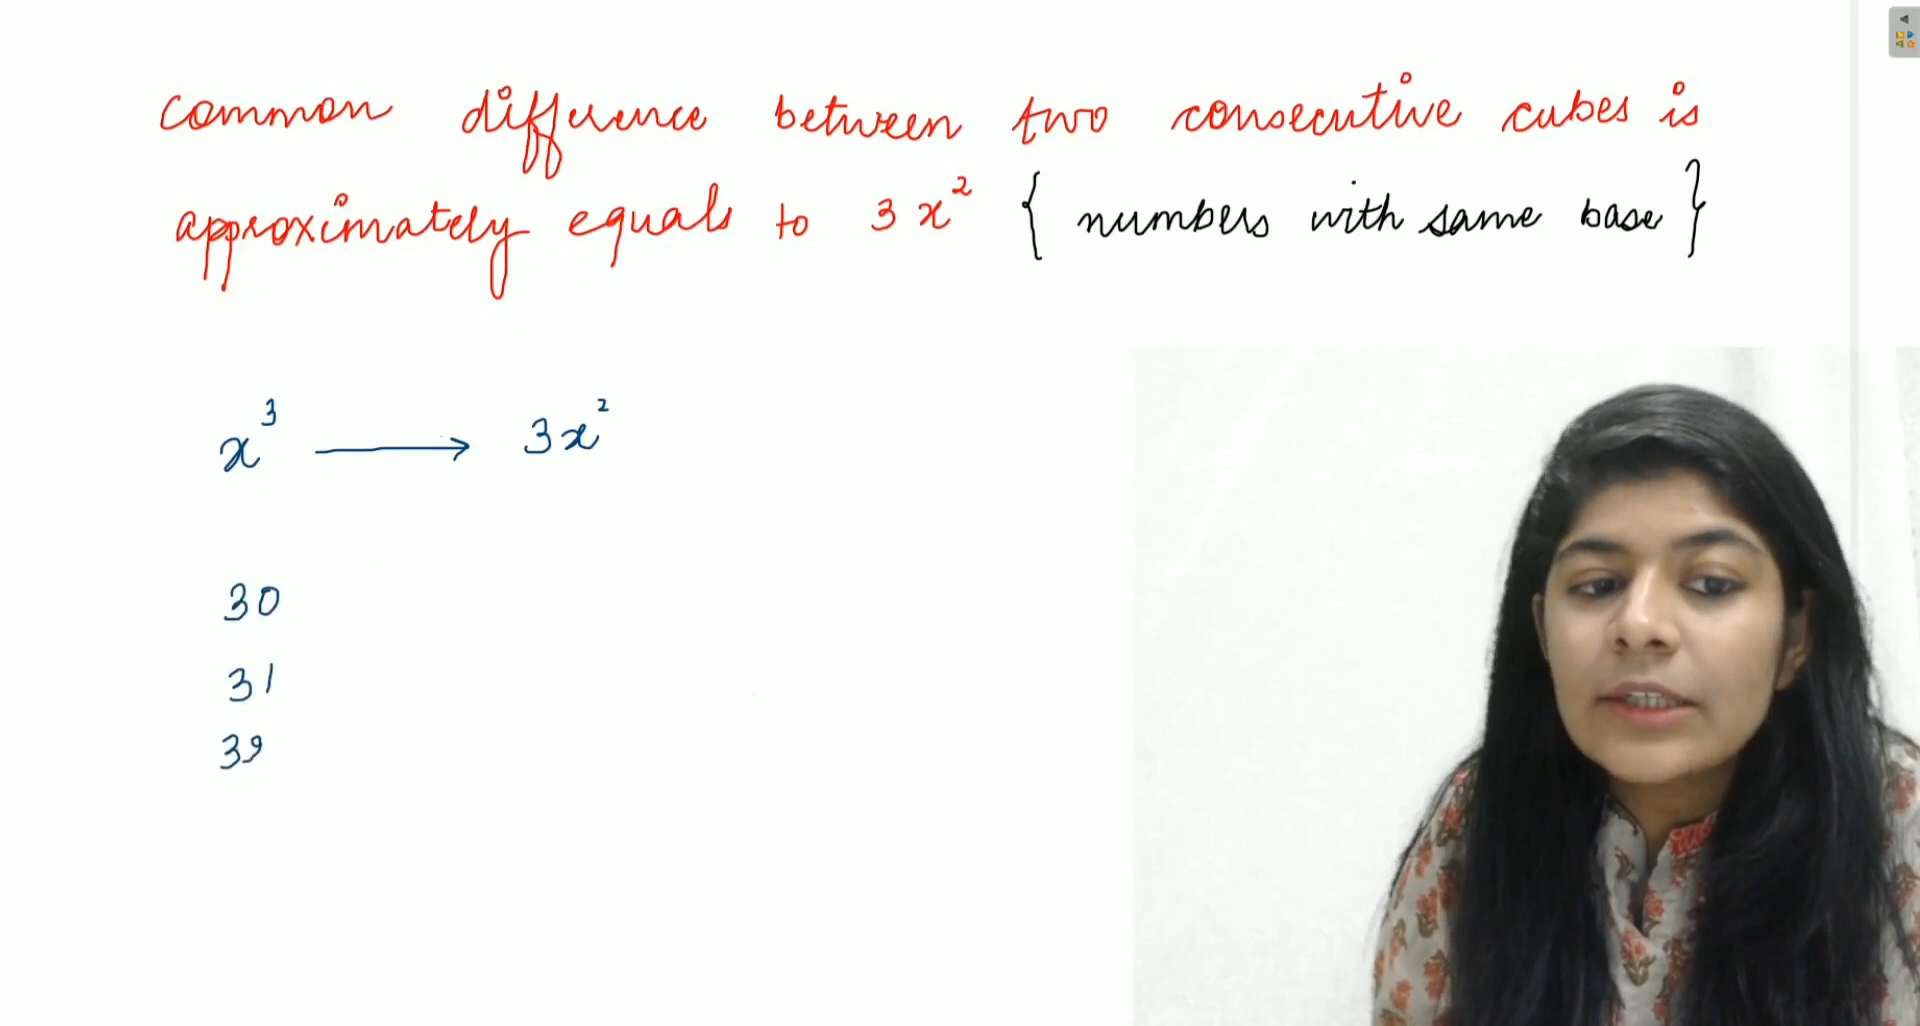 common difference between two consecutive cubes is
approximately equals to 3x² { numbers with same base }
x³ ⟶ 3x²
30
31
39